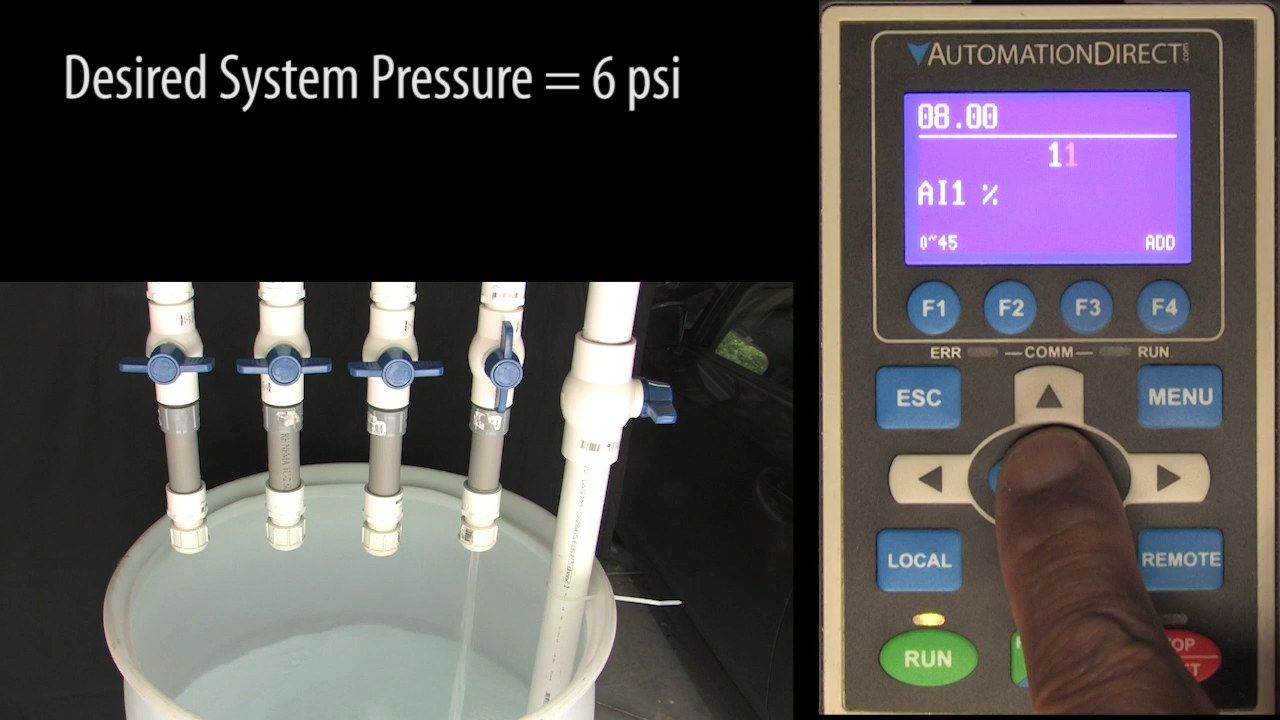 Desired System Pressure = 6 psi
AUTOMATIONDIRECT.com
08.00
11
AI1 %
0~45 ADD
F1 F2 F3 F4
ERR COMM RUN
ESC MENU
LOCAL REMOTE
RUN